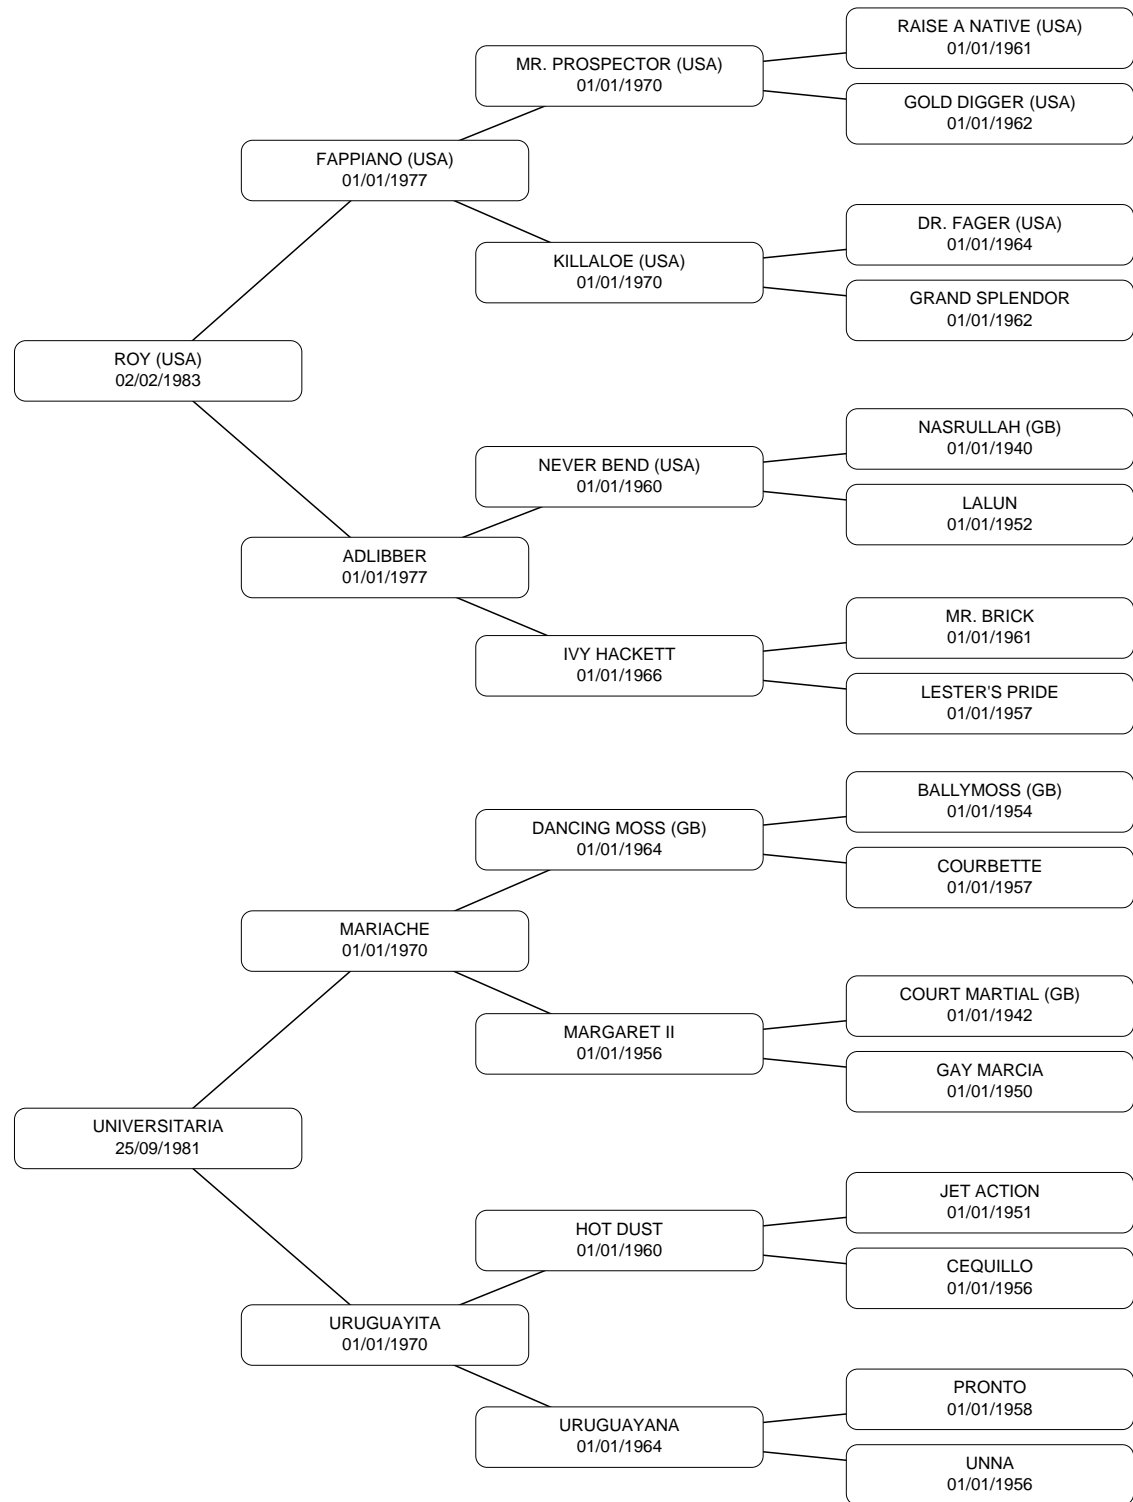 RAISE A NATIVE (USA)
01/01/1961
MR. PROSPECTOR (USA)
01/01/1970
GOLD DIGGER (USA)
01/01/1962
FAPPIANO (USA)
01/01/1977
DR. FAGER (USA)
01/01/1964
KILLALOE (USA)
01/01/1970
GRAND SPLENDOR
01/01/1962
ROY (USA)
02/02/1983
NASRULLAH (GB)
01/01/1940
NEVER BEND (USA)
01/01/1960
LALUN
01/01/1952
ADLIBBER
01/01/1977
MR. BRICK
01/01/1961
IVY HACKETT
01/01/1966
LESTER'S PRIDE
01/01/1957
BALLYMOSS (GB)
01/01/1954
DANCING MOSS (GB)
01/01/1964
COURBETTE
01/01/1957
MARIACHE
01/01/1970
COURT MARTIAL (GB)
01/01/1942
MARGARET II
01/01/1956
GAY MARCIA
01/01/1950
UNIVERSITARIA
25/09/1981
JET ACTION
01/01/1951
HOT DUST
01/01/1960
CEQUILLO
01/01/1956
URUGUAYITA
01/01/1970
PRONTO
01/01/1958
URUGUAYANA
01/01/1964
UNNA
01/01/1956